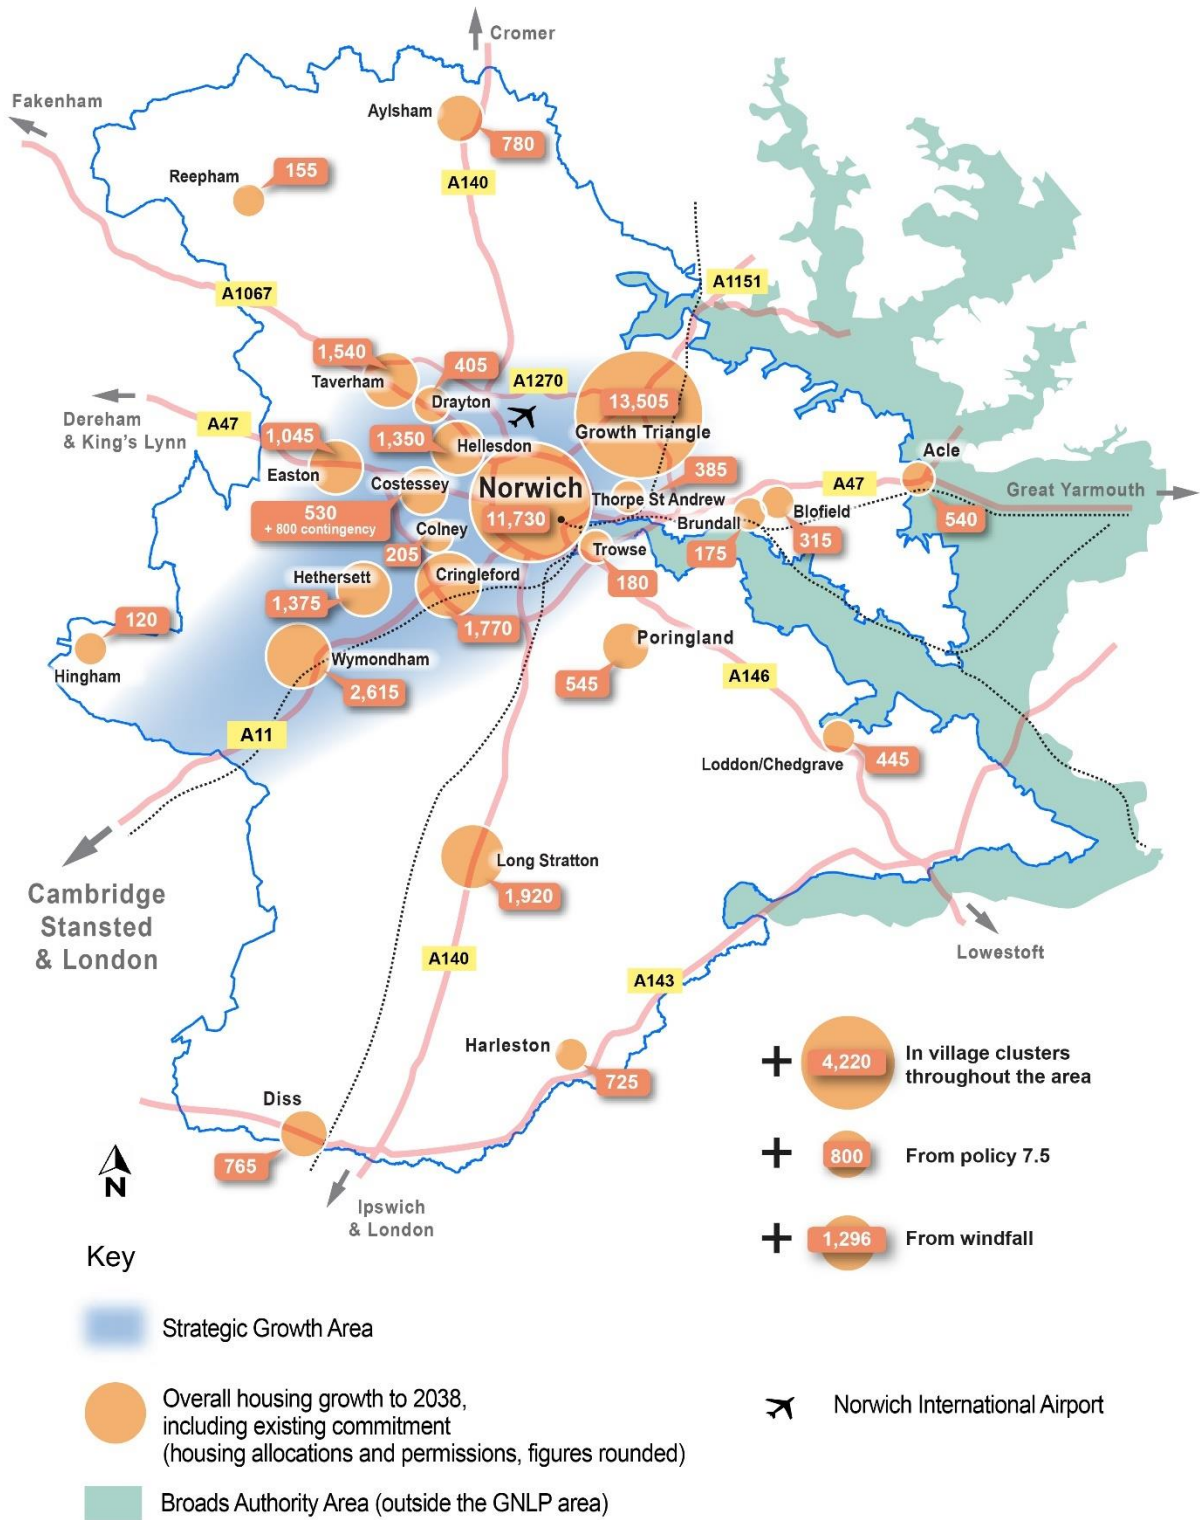 Cromer
Fakenham
Aylsham
780
155
Reepham
A140
A1067
A1151
1,540
405
Taverham
A1270
Drayton
13,505
Dereham
& King's Lynn
A47
1,045
1,350
Hellesdon
Growth Triangle
Easton
Costessey
Norwich
385
Acle
Thorpe St Andrew
A47
Great Yarmouth
530
+ 800 contingency
11,730
Blofield
Brundall
540
Colney
315
205
Trowse
175
Hethersett
Cringleford
180
1,375
120
1,770
Poringland
Hingham
Wymondham
545
A146
2,615
A11
Loddon/Chedgrave
445
Long Stratton
1,920
Cambridge
Stansted
& London
A140
Lowestoft
A143
Harleston
725
4,220
In village clusters
throughout the area
Diss
765
800
From policy 7.5
N
Ipswich
& London
1,296
From windfall
Key
Strategic Growth Area
Overall housing growth to 2038,
including existing commitment
(housing allocations and permissions, figures rounded)
Norwich International Airport
Broads Authority Area (outside the GNLP area)